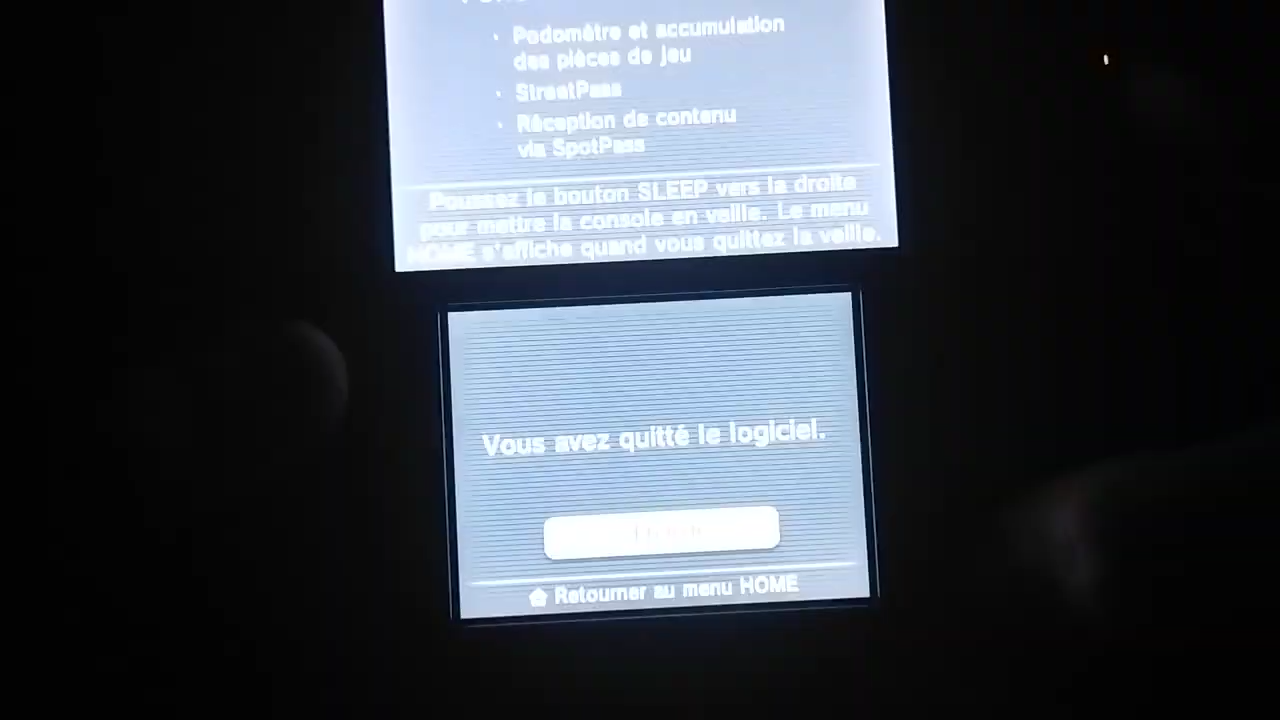 · Podomètre et accumulation
des pièces de jeu
· StreetPass
· Réception de contenu
via SpotPass
Poussez le bouton SLEEP vers la droite
pour mettre la console en veille. Le menu
HOME s'affiche quand vous quittez la veille.
Vous avez quitté le logiciel.
Retourner au menu HOME